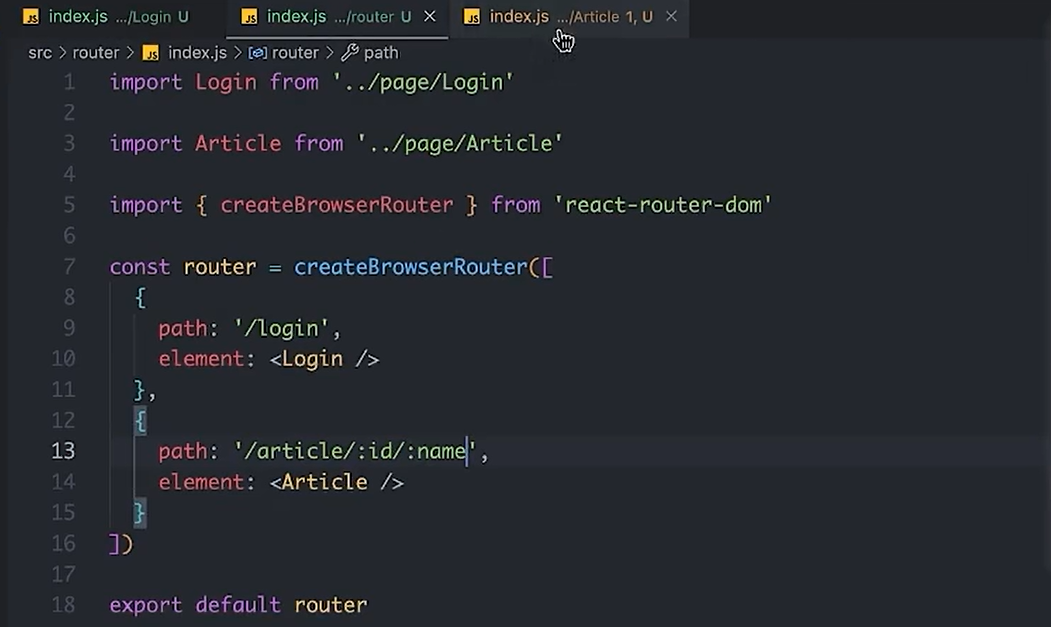 JS index.js .../Login U JS index.js .../router U × JS index.js .../Article 1, U ×
src > router > JS index.js > router > path
1 import Login from '../page/Login'
2
3 import Article from '../page/Article'
4
5 import { createBrowserRouter } from 'react-router-dom'
6
7 const router = createBrowserRouter([
8 {
9 path: '/login',
10 element: <Login />
11 },
12 {
13 path: '/article/:id/:name',
14 element: <Article />
15 }
16 ])
17
18 export default router